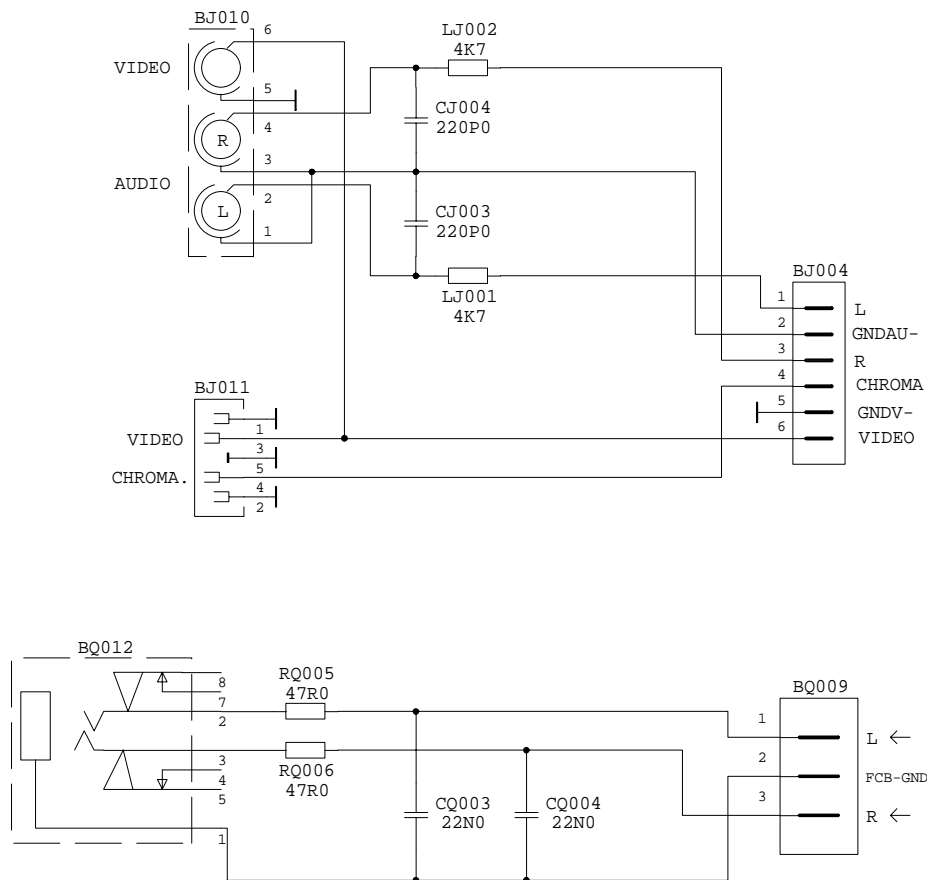 BJ010
6
VIDEO
5
4
R
3
AUDIO
2
L
1
LJ002
4K7
CJ004
220P0
CJ003
220P0
LJ001
4K7
BJ004
1
L
2
GNDAU-
3
R
4
CHROMA
5
GNDV-
6
VIDEO
BJ011
1
VIDEO
3
5
CHROMA.
4
2
BQ012
8
7
2
3
4
5
1
RQ005
47R0
RQ006
47R0
CQ003
22N0
CQ004
22N0
BQ009
1
L ←
2
FCB-GND
3
R ←